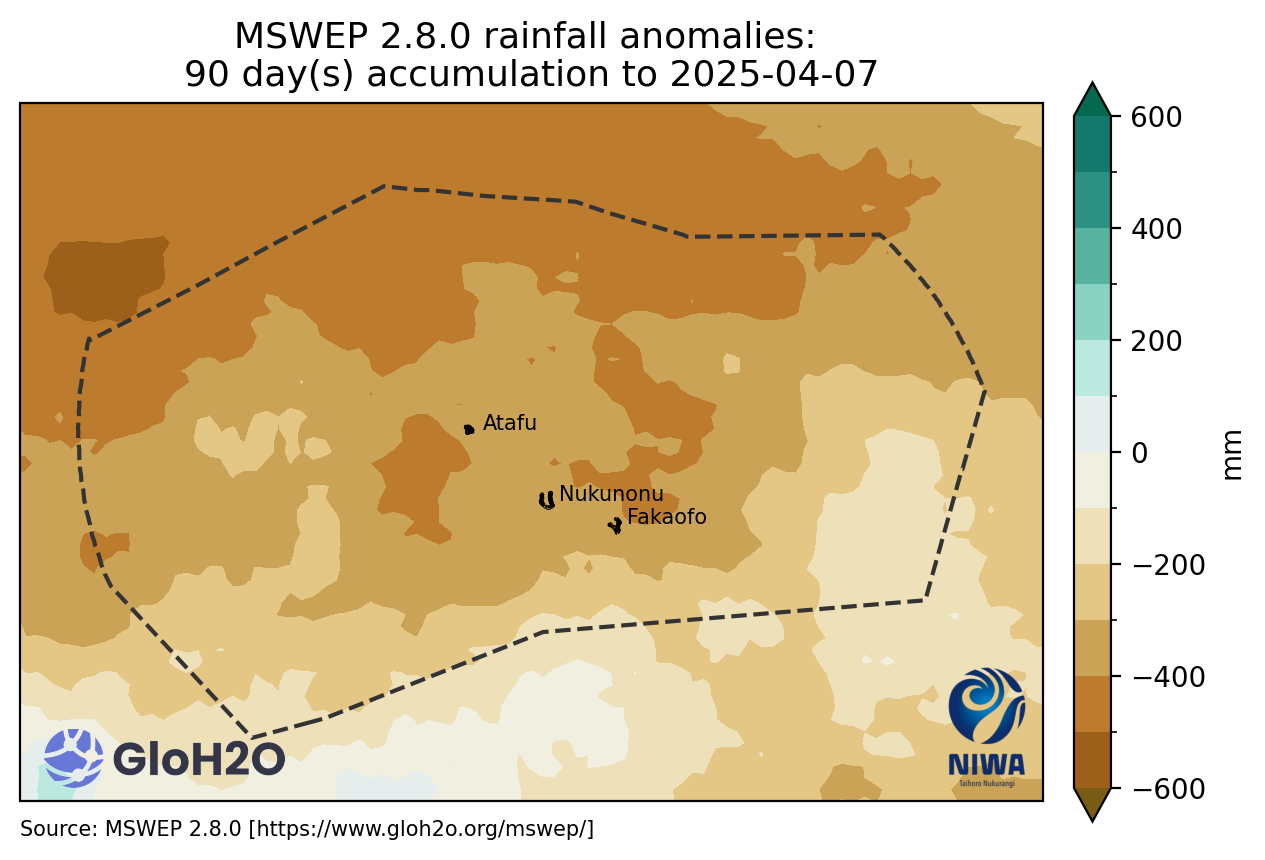 MSWEP 2.8.0 rainfall anomalies:
90 day(s) accumulation to 2025-04-07
600
400
200
0
−200
−400
−600
mm
Atafu
Nukunonu
Fakaofo
GloH2O
NIWA
Taihoro Nukurangi
Source: MSWEP 2.8.0 [https://www.gloh2o.org/mswep/]